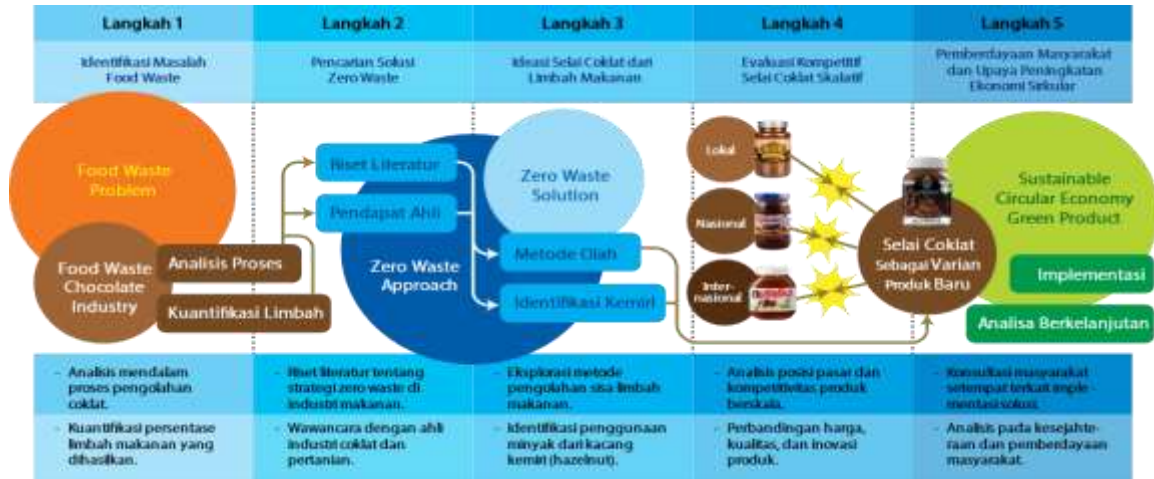 Langkah 1
Langkah 2
Langkah 3
Langkah 4
Langkah 5
Identifikasi Masalah
Food Waste
Pencarian Solusi
Zero Waste
Ideasi Selai Coklat dari
Limbah Makanan
Evaluasi Kompetitif
Selai Coklat Skalatif
Pemberdayaan Masyarakat
dan Upaya Peningkatan
Ekonomi Sirkular
Food Waste
Problem
Food Waste
Chocolate
Industry
Analisis Proses
Kuantifikasi Limbah
Riset Literatur
Pendapat Ahli
Zero Waste
Approach
Zero Waste
Solution
Metode Olah
Identifikasi Kemiri
Lokal
Nasional
Inter-
nasional
Selai Coklat
Sebagai Varian
Produk Baru
Sustainable
Circular Economy
Green Product
Implementasi
Analisa Berkelanjutan
- Analisis mendalam
proses pengolahan
coklat.
- Kuantifikasi persentase
limbah makanan yang
dihasilkan.
- Riset literatur tentang
strategi zero waste di
industri makanan.
- Wawancara dengan ahli
industri coklat dan
pertanian.
- Eksplorasi metode
pengolahan sisa limbah
makanan.
- Identifikasi penggunaan
minyak dari kacang
kemiri (hazelnut).
- Analisis posisi pasar dan
kompetitivitas produk
berskala.
- Perbandingan harga,
kualitas, dan inovasi
produk.
- Konsultasi masyarakat
setempat terkait imple-
mentasi solusi.
- Analisis pada kesejahte-
raan dan pemberdayaan
masyarakat.